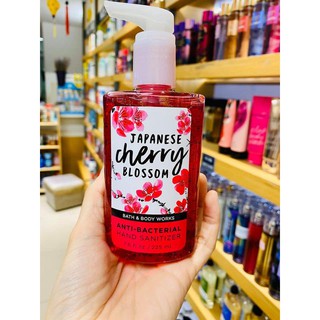 JAPANESE
cherry
BLOSSOM
BATH & BODY WORKS
ANTI-BACTERIAL
HAND SANITIZER